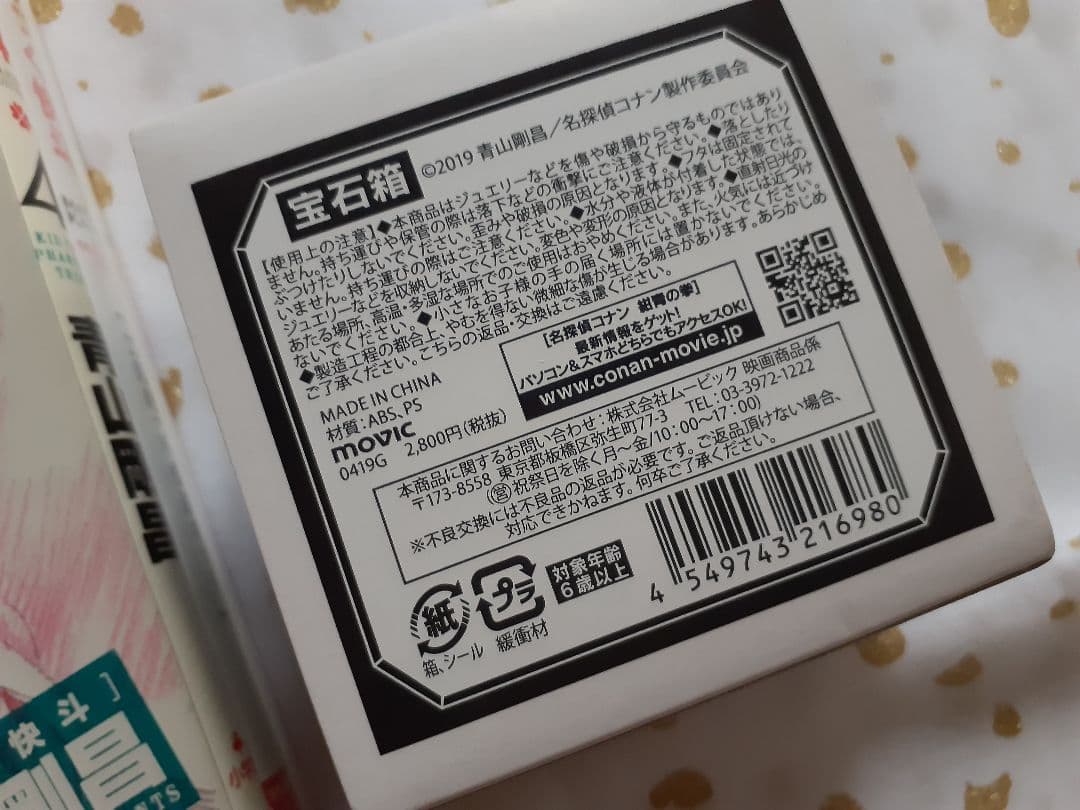 宝石箱
©2019 青山剛昌/名探偵コナン製作委員会
【使用上の注意】◆本商品はジュエリーなどを傷や破損から守るものではあり
ません。持ち運びや保管の際は落下などの衝撃にご注意ください。◆落としたり
ぶつけたりしないでください。歪みや破損の原因となります。◆フタは固定されて
いません。持ち運びの際はご注意ください。◆水分や液体が付着した状態では、
ジュエリーなどを収納しないでください。変色や変形の原因となります。◆直射日光の
あたる場所、高温・多湿な場所でのご使用はおやめください。また、火気には近づけ
ないでください。◆小さなお子様の手の届く場所には置かないでください。
◆製造工程の都合上、やむを得ない微細な傷が生じる場合があります。あらかじめ
ご了承ください。こちらの返品・交換はご遠慮ください。
MADE IN CHINA
材質:ABS、PS
movic
0419G
2,800円(税抜)
[名探偵コナン 紺青の拳]
最新情報をゲット!
パソコン&スマホどちらでもアクセスOK!
www.conan-movie.jp
本商品に関するお問い合わせ:株式会社ムービック 映画商品係
〒173-8558 東京都板橋区弥生町77-3 TEL:03-3972-1222
(営 祝祭日を除く月~金/10:00~17:00)
※不良交換には不良品の返品が必要です。ご返品頂けない場合、
対応できかねます。何卒ご了承ください。
紙
箱、シール
プラ
緩衝材
対象年齢
6歳以上
4 549743 216980
青山剛昌
快斗]
剛昌